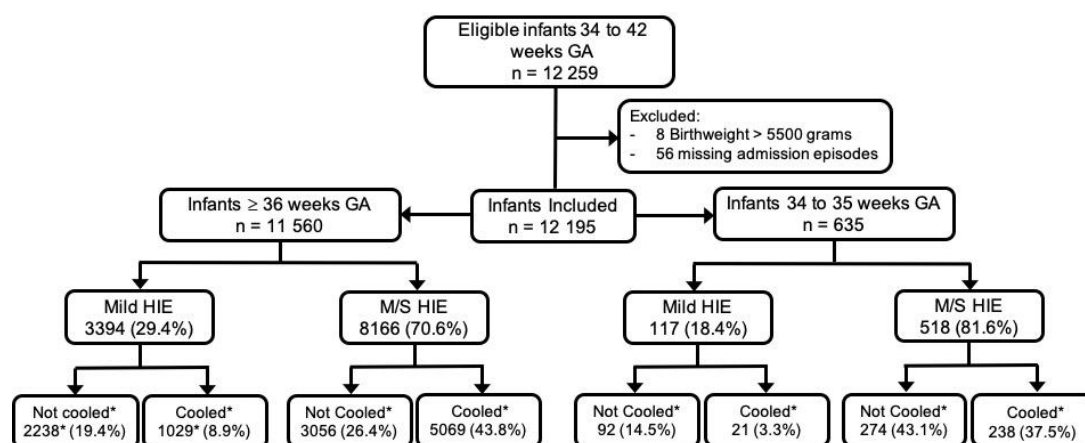 Eligible infants 34 to 42
weeks GA
n = 12 259
Excluded:
- 8 Birthweight > 5500 grams
- 56 missing admission episodes
Infants ≥ 36 weeks GA
n = 11 560
Infants Included
n = 12 195
Infants 34 to 35 weeks GA
n = 635
Mild HIE
3394 (29.4%)
M/S HIE
8166 (70.6%)
Mild HIE
117 (18.4%)
M/S HIE
518 (81.6%)
Not cooled*
2238* (19.4%)
Cooled*
1029* (8.9%)
Not Cooled*
3056 (26.4%)
Cooled*
5069 (43.8%)
Not Cooled*
92 (14.5%)
Cooled*
21 (3.3%)
Not Cooled*
274 (43.1%)
Cooled*
238 (37.5%)